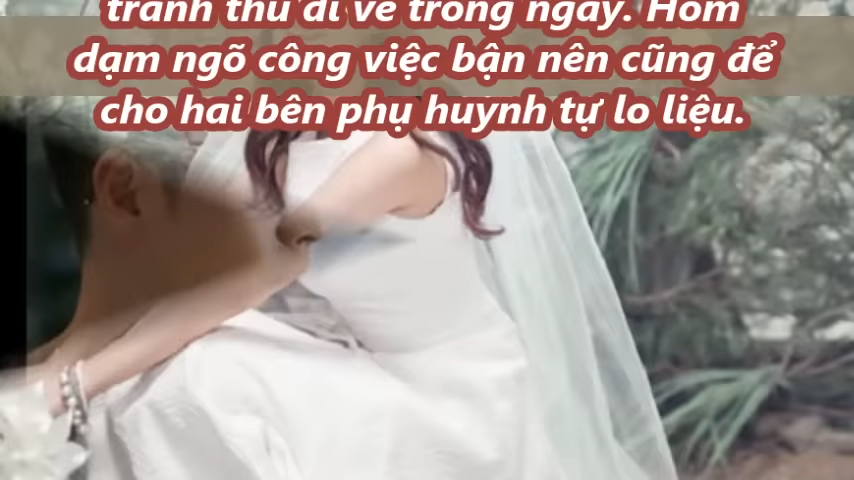 tranh thủ đi về trong ngày. Hôm
dạm ngõ công việc bận nên cũng để
cho hai bên phụ huynh tự lo liệu.